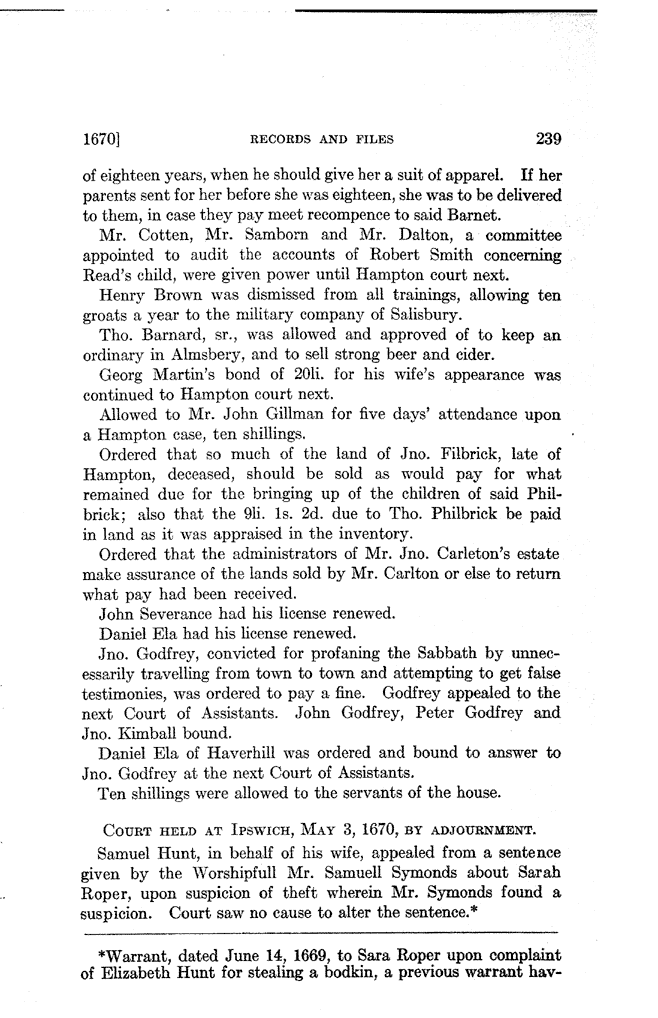 1670] RECORDS AND FILES 239
of eighteen years, when he should give her a suit of apparel. If her
parents sent for her before she was eighteen, she was to be delivered
to them, in case they pay meet recompence to said Barnet.
Mr. Cotten, Mr. Samborn and Mr. Dalton, a committee
appointed to audit the accounts of Robert Smith concerning
Read's child, were given power until Hampton court next.
Henry Brown was dismissed from all trainings, allowing ten
groats a year to the military company of Salisbury.
Tho. Barnard, sr., was allowed and approved of to keep an
ordinary in Almsbery, and to sell strong beer and cider.
Georg Martin's bond of 20li. for his wife's appearance was
continued to Hampton court next.
Allowed to Mr. John Gillman for five days' attendance upon
a Hampton case, ten shillings.
Ordered that so much of the land of Jno. Filbrick, late of
Hampton, deceased, should be sold as would pay for what
remained due for the bringing up of the children of said Phil-
brick; also that the 9li. 1s. 2d. due to Tho. Philbrick be paid
in land as it was appraised in the inventory.
Ordered that the administrators of Mr. Jno. Carleton's estate
make assurance of the lands sold by Mr. Carlton or else to return
what pay had been received.
John Severance had his license renewed.
Daniel Ela had his license renewed.
Jno. Godfrey, convicted for profaning the Sabbath by unnec-
essarily travelling from town to town and attempting to get false
testimonies, was ordered to pay a fine. Godfrey appealed to the
next Court of Assistants. John Godfrey, Peter Godfrey and
Jno. Kimball bound.
Daniel Ela of Haverhill was ordered and bound to answer to
Jno. Godfrey at the next Court of Assistants.
Ten shillings were allowed to the servants of the house.
COURT HELD AT IPSWICH, MAY 3, 1670, BY ADJOURNMENT.
Samuel Hunt, in behalf of his wife, appealed from a sentence
given by the Worshipfull Mr. Samuell Symonds about Sarah
Roper, upon suspicion of theft wherein Mr. Symonds found a
suspicion. Court saw no cause to alter the sentence.*
*Warrant, dated June 14, 1669, to Sara Roper upon complaint
of Elizabeth Hunt for stealing a bodkin, a previous warrant hav-